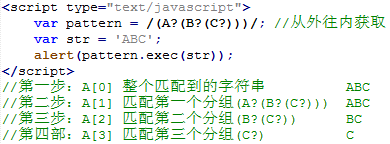 <script type="text/javascript">
    var pattern = /(A?(B?(C?)))/; //从外往内获取
    var str = 'ABC';
    alert(pattern.exec(str));
</script>
//第一步: A[0] 整个匹配到的字符串 ABC
//第二步: A[1] 匹配第一个分组(A?(B?(C?))) ABC
//第三步: A[2] 匹配第二个分组(B?(C?)) BC
//第四部: A[3] 匹配第三个分组(C?) C